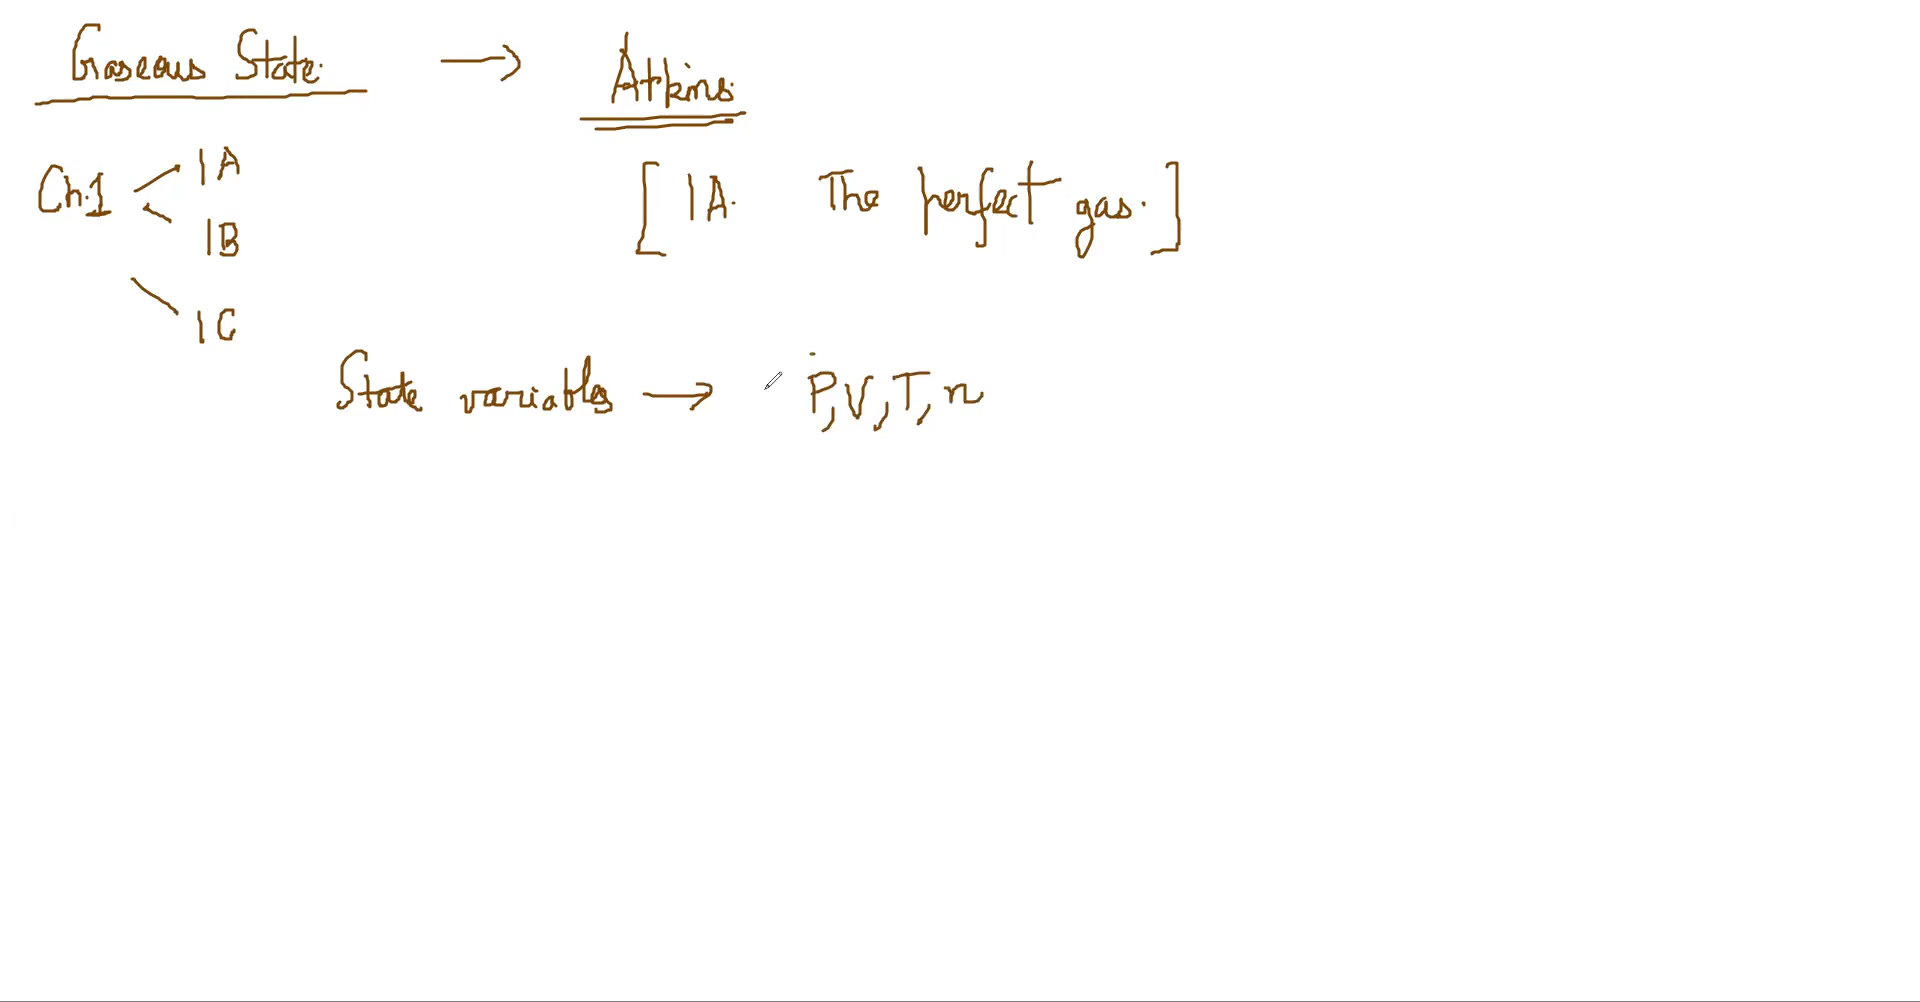 Gaseous State. → Atkins.
Ch.1
1A
1B
1C
[ 1A. The perfect gas. ]
State variables → P, V, T, n